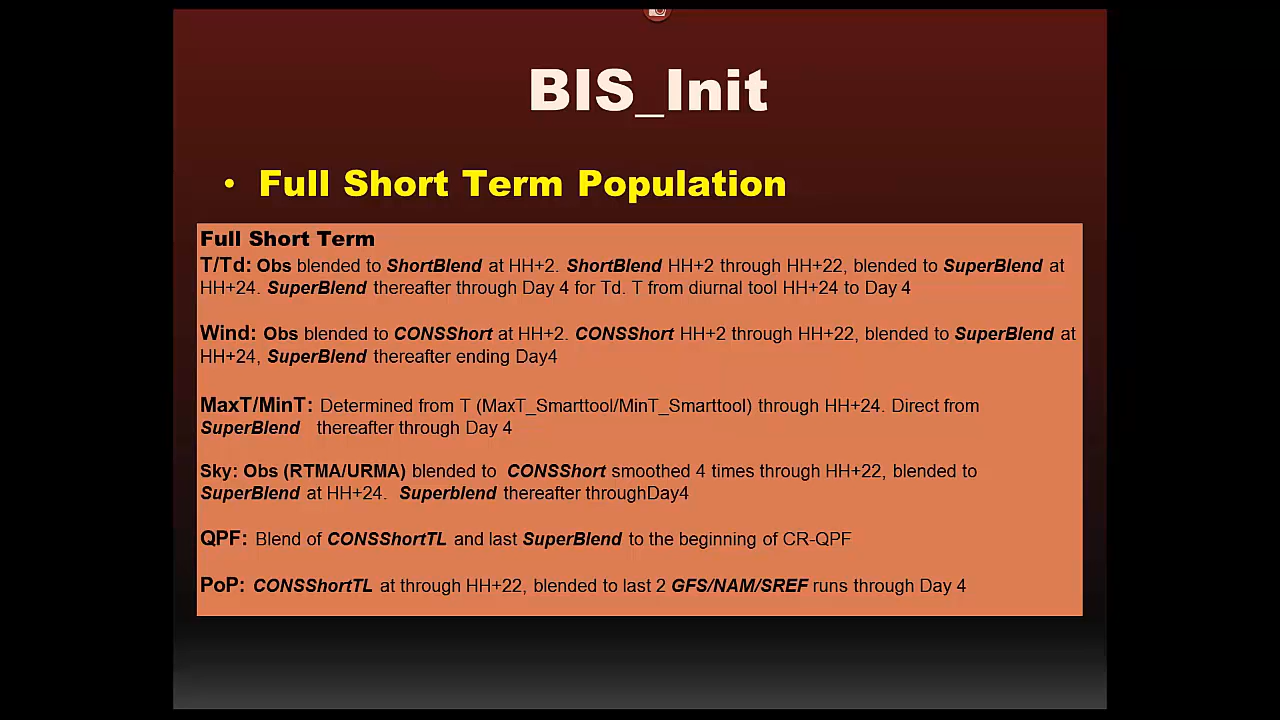 BIS_Init
• Full Short Term Population
Full Short Term
T/Td: Obs blended to ShortBlend at HH+2. ShortBlend HH+2 through HH+22, blended to SuperBlend at
HH+24. SuperBlend thereafter through Day 4 for Td. T from diurnal tool HH+24 to Day 4
Wind: Obs blended to CONSShort at HH+2. CONSShort HH+2 through HH+22, blended to SuperBlend at
HH+24, SuperBlend thereafter ending Day4
MaxT/MinT: Determined from T (MaxT_Smarttool/MinT_Smarttool) through HH+24. Direct from
SuperBlend thereafter through Day 4
Sky: Obs (RTMA/URMA) blended to CONSShort smoothed 4 times through HH+22, blended to
SuperBlend at HH+24. Superblend thereafter throughDay4
QPF: Blend of CONSShortTL and last SuperBlend to the beginning of CR-QPF
PoP: CONSShortTL at through HH+22, blended to last 2 GFS/NAM/SREF runs through Day 4